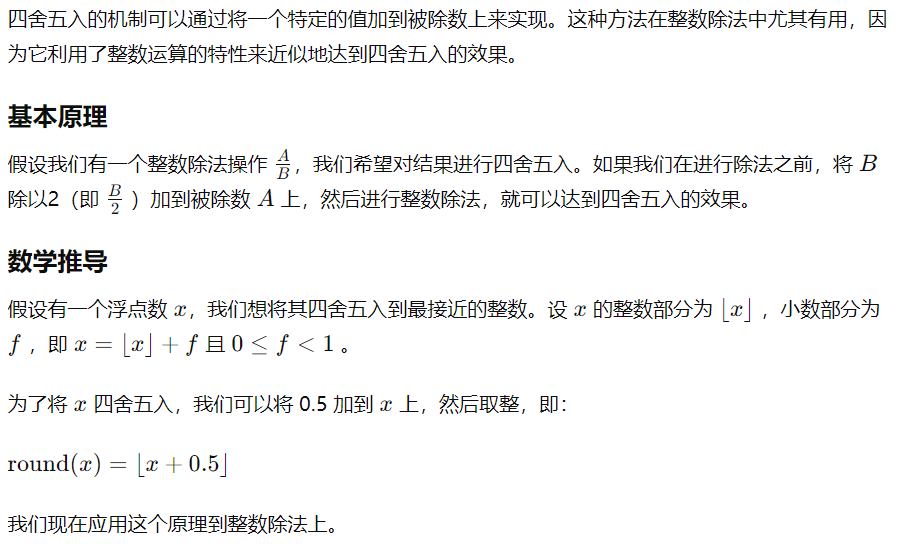 四舍五入的机制可以通过将一个特定的值加到被除数上来实现。这种方法在整数除法中尤其有用，因
为它利用了整数运算的特性来近似地达到四舍五入的效果。
基本原理
假设我们有一个整数除法操作 $\frac{A}{B}$，我们希望对结果进行四舍五入。如果我们在进行除法之前，将 $B$
除以2（即 $\frac{B}{2}$ ）加到被除数 $A$ 上，然后进行整数除法，就可以达到四舍五入的效果。
数学推导
假设有一个浮点数 $x$，我们想将其四舍五入到最接近的整数。设 $x$ 的整数部分为 $\lfloor x \rfloor$ ，小数部分为
$f$ ，即 $x = \lfloor x \rfloor + f$ 且 $0 \leq f < 1$ 。
为了将 $x$ 四舍五入，我们可以将 0.5 加到 $x$ 上，然后取整，即：
$\text{round}(x) = \lfloor x + 0.5 \rfloor$
我们现在应用这个原理到整数除法上。